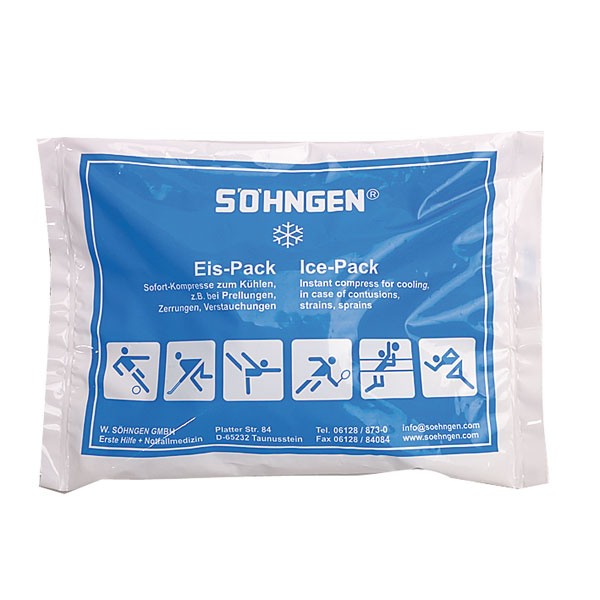 SÖHNGEN®
Eis-Pack
Sofort-Kompresse zum Kühlen,
z.B. bei Prellungen,
Zerrungen, Verstauchungen
Ice-Pack
Instant compress for cooling,
in case of contusions,
strains, sprains
W. SÖHNGEN GMBH
Erste Hilfe + Notfallmedizin
Platter Str. 84
D-65232 Taunusstein
Tel. 06128 / 873-0
Fax 06128 / 84084
info@soehngen.com
www.soehngen.com